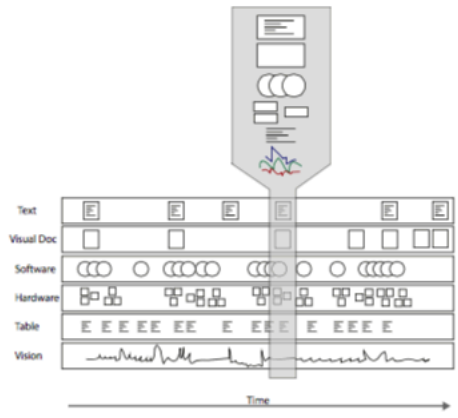 Text
Visual Doc
Software
Hardware
Table
Vision
Time